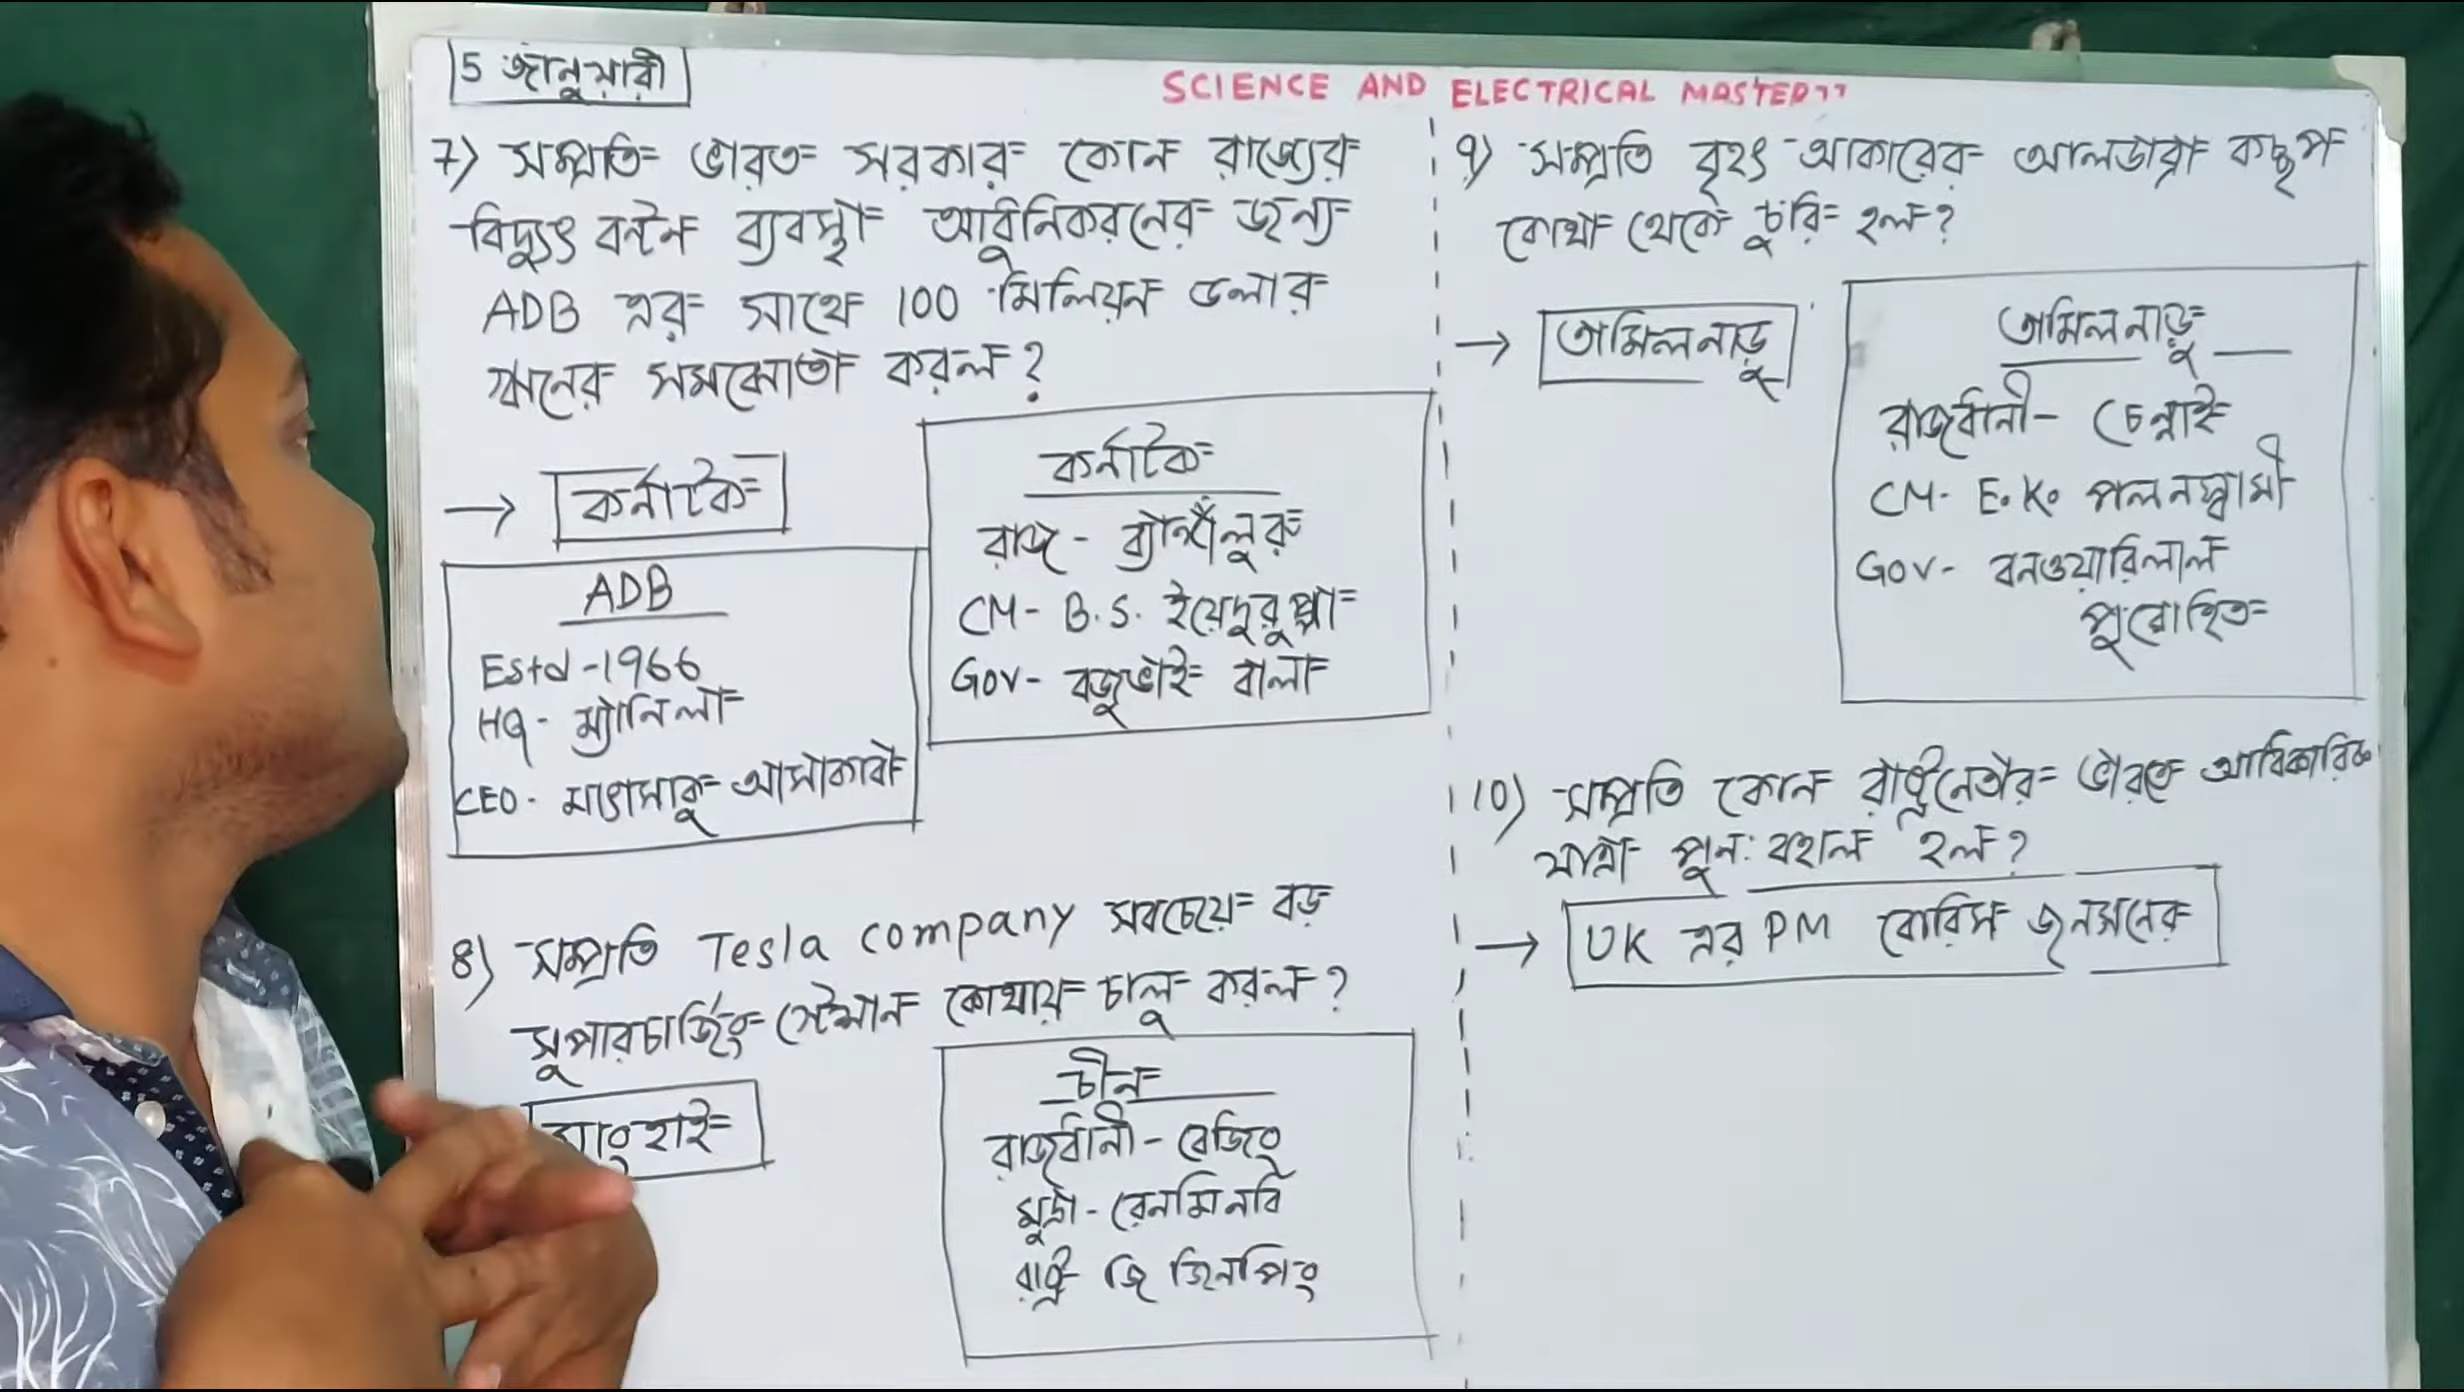 5 জানুয়ারী
SCIENCE AND ELECTRICAL MASTER''
7) সম্প্রতি ভারত সরকার কোন রাজ্যের
বিদ্যুৎ বন্টন ব্যবস্থা আধুনিকরনের জন্য
ADB এর সাথে 100 মিলিয়ন ডলার
ঋনের সমঝোতা করল?
→ কর্নাটক
কর্নাটক
রাজ - ব্যাঙ্গালুরু
CM - B.S. ইয়েদুরুপ্পা
Gov - বজুভাই বালা
ADB
Estd - 1966
HQ - ম্যানিলা
CEO - মাতাসাকু আসাকাবা
8) সম্প্রতি Tesla company সবচেয়ে বড়
সুপারচার্জিং স্টেশান কোথায় চালু করল?
সাংহাই
চীন
রাজধানী - বেজিং
মুদ্রা - রেনমিনবি
রাষ্ট্র জি জিনপিং
9) সম্প্রতি বৃহৎ আকারের আলডাব্রা কচ্ছপ
কোথা থেকে চুরি হল?
→ তামিলনাড়ু
তামিলনাড়ু
রাজধানী - চেন্নাই
CM - E.K. পলনস্বামী
Gov - বনওয়ারিলাল
পুরোহিত
10) সম্প্রতি কোন রাষ্ট্রনেতার ভারতে আধিকারিক
যাত্রা পুনঃবহাল হল?
→ UK এর PM বোরিস জনসনের